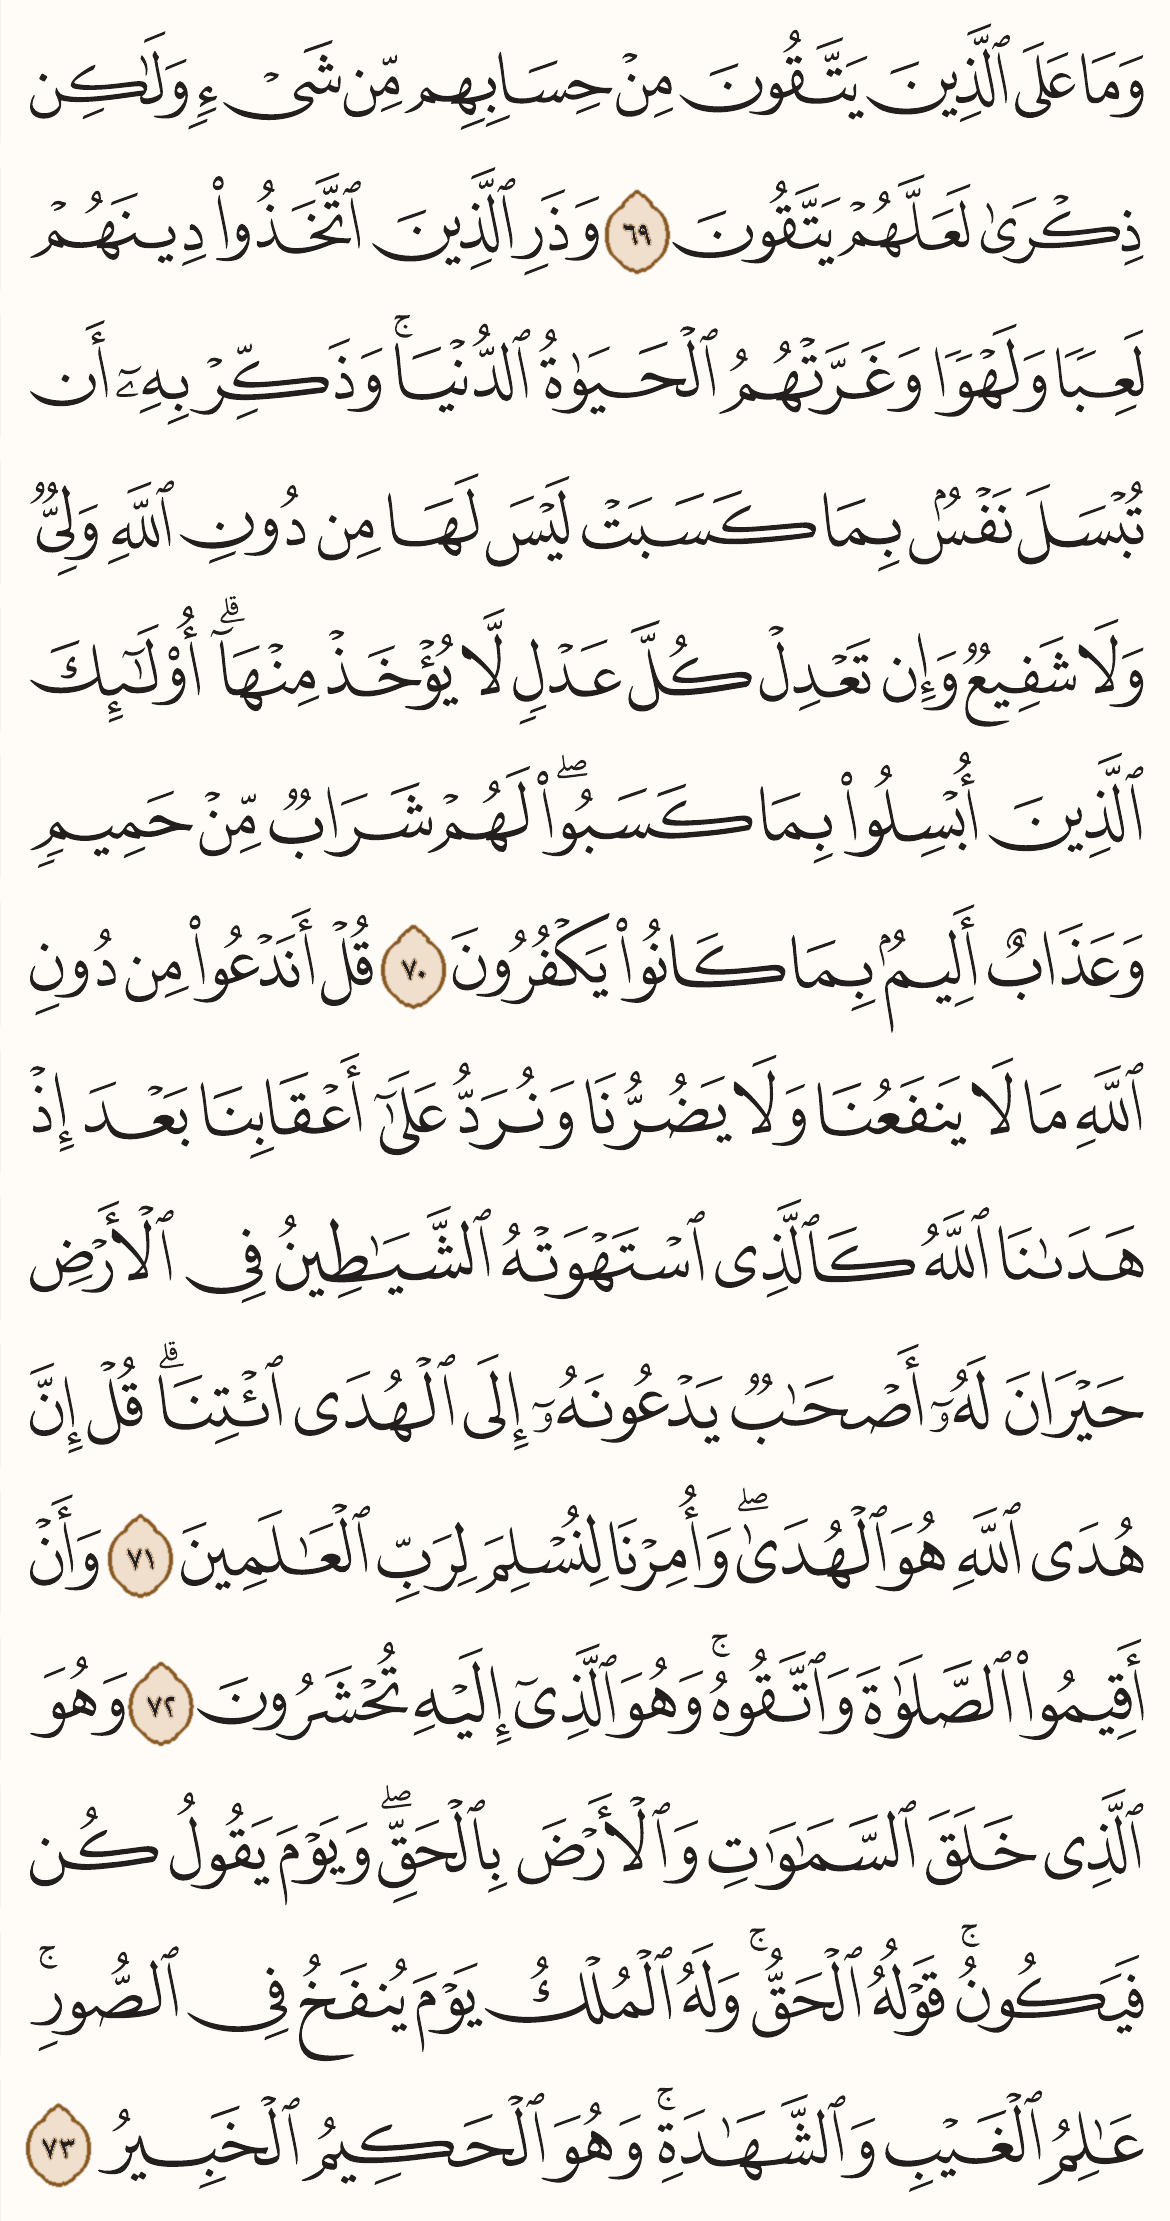 وَمَا عَلَى ٱلَّذِينَ يَتَّقُونَ مِنْ حِسَابِهِم مِّن شَىْءٍ وَلَـٰكِن
ذِكْرَىٰ لَعَلَّهُمْ يَتَّقُونَ ٦٩ وَذَرِ ٱلَّذِينَ ٱتَّخَذُوا۟ دِينَهُمْ
لَعِبًا وَلَهْوًا وَغَرَّتْهُمُ ٱلْحَيَوٰةُ ٱلدُّنْيَا ۚ وَذَكِّرْ بِهِۦٓ أَن
تُبْسَلَ نَفْسٌۢ بِمَا كَسَبَتْ لَيْسَ لَهَا مِن دُونِ ٱللَّهِ وَلِىٌّ
وَلَا شَفِيعٌ وَإِن تَعْدِلْ كُلَّ عَدْلٍ لَّا يُؤْخَذْ مِنْهَآ ۗ أُو۟لَـٰٓئِكَ
ٱلَّذِينَ أُبْسِلُوا۟ بِمَا كَسَبُوا۟ ۖ لَهُمْ شَرَابٌ مِّنْ حَمِيمٍ
وَعَذَابٌ أَلِيمٌۢ بِمَا كَانُوا۟ يَكْفُرُونَ ٧٠ قُلْ أَنَدْعُوا۟ مِن دُونِ
ٱللَّهِ مَا لَا يَنفَعُنَا وَلَا يَضُرُّنَا وَنُرَدُّ عَلَىٰٓ أَعْقَابِنَا بَعْدَ إِذْ
هَدَىٰنَا ٱللَّهُ كَٱلَّذِى ٱسْتَهْوَتْهُ ٱلشَّيَـٰطِينُ فِى ٱلْأَرْضِ
حَيْرَانَ لَهُۥٓ أَصْحَـٰبٌ يَدْعُونَهُۥٓ إِلَى ٱلْهُدَى ٱئْتِنَا ۗ قُلْ إِنَّ
هُدَى ٱللَّهِ هُوَ ٱلْهُدَىٰ ۖ وَأُمِرْنَا لِنُسْلِمَ لِرَبِّ ٱلْعَـٰلَمِينَ ٧١ وَأَنْ
أَقِيمُوا۟ ٱلصَّلَوٰةَ وَٱتَّقُوهُ ۚ وَهُوَ ٱلَّذِىٓ إِلَيْهِ تُحْشَرُونَ ٧٢ وَهُوَ
ٱلَّذِى خَلَقَ ٱلسَّمَـٰوَٰتِ وَٱلْأَرْضَ بِٱلْحَقِّ ۖ وَيَوْمَ يَقُولُ كُن
فَيَكُونُ ۚ قَوْلُهُ ٱلْحَقُّ ۚ وَلَهُ ٱلْمُلْكُ يَوْمَ يُنفَخُ فِى ٱلصُّورِ ۚ
عَـٰلِمُ ٱلْغَيْبِ وَٱلشَّهَـٰدَةِ ۚ وَهُوَ ٱلْحَكِيمُ ٱلْخَبِيرُ ٧٣